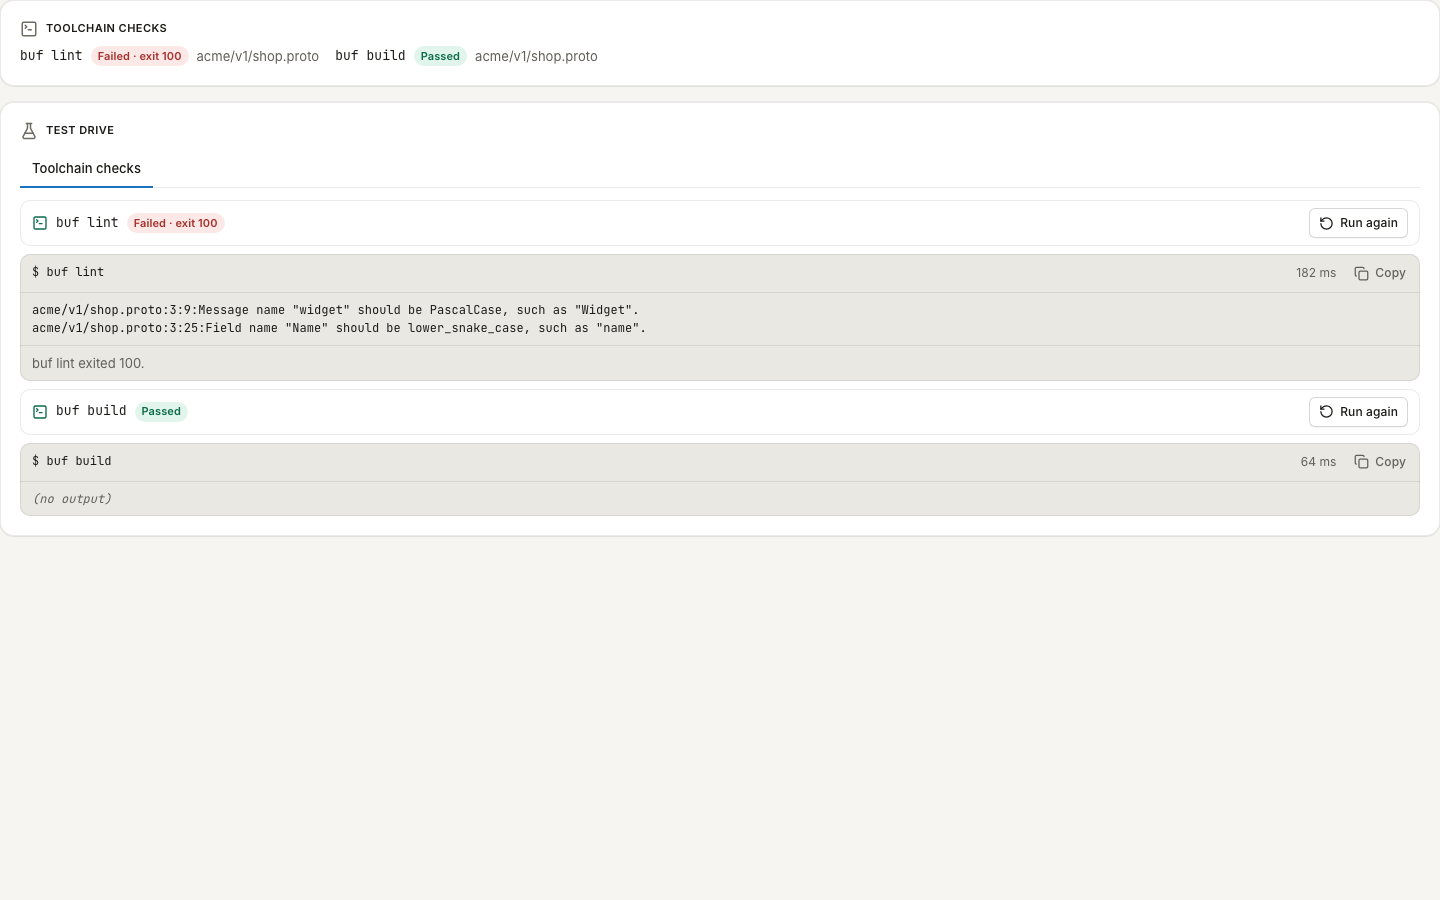 TOOLCHAIN CHECKS
buf lint Failed · exit 100 acme/v1/shop.proto buf build Passed acme/v1/shop.proto
TEST DRIVE
Toolchain checks
buf lint Failed · exit 100 Run again
$ buf lint 182 ms Copy
acme/v1/shop.proto:3:9:Message name "widget" should be PascalCase, such as "Widget".
acme/v1/shop.proto:3:25:Field name "Name" should be lower_snake_case, such as "name".
buf lint exited 100.
buf build Passed Run again
$ buf build 64 ms Copy
(no output)